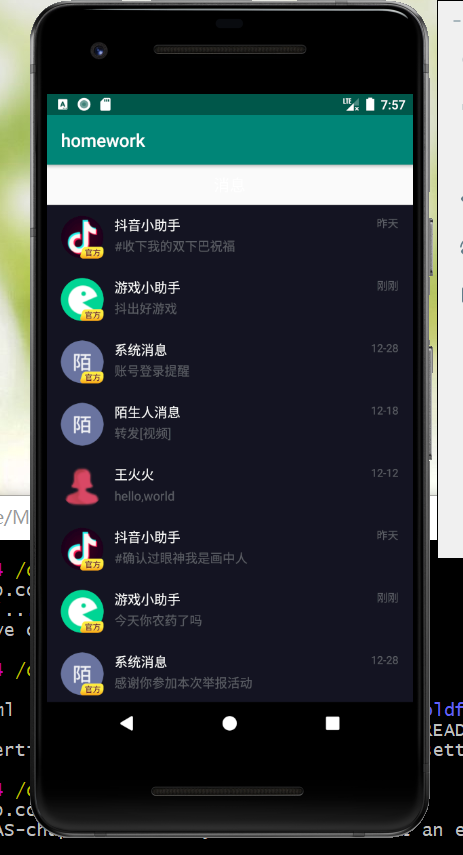 LTE 7:57
homework
消息
抖音小助手 昨天
#收下我的双下巴祝福
官方
游戏小助手 刚刚
抖出好游戏
陌 系统消息 12-28
账号登录提醒
官方
陌 陌生人消息 12-18
转发[视频]
王火火 12-12
hello,world
抖音小助手 昨天
#确认过眼神我是画中人
官方
游戏小助手 刚刚
今天你农药了吗
官方
陌 系统消息 12-28
感谢你参加本次举报活动
官方